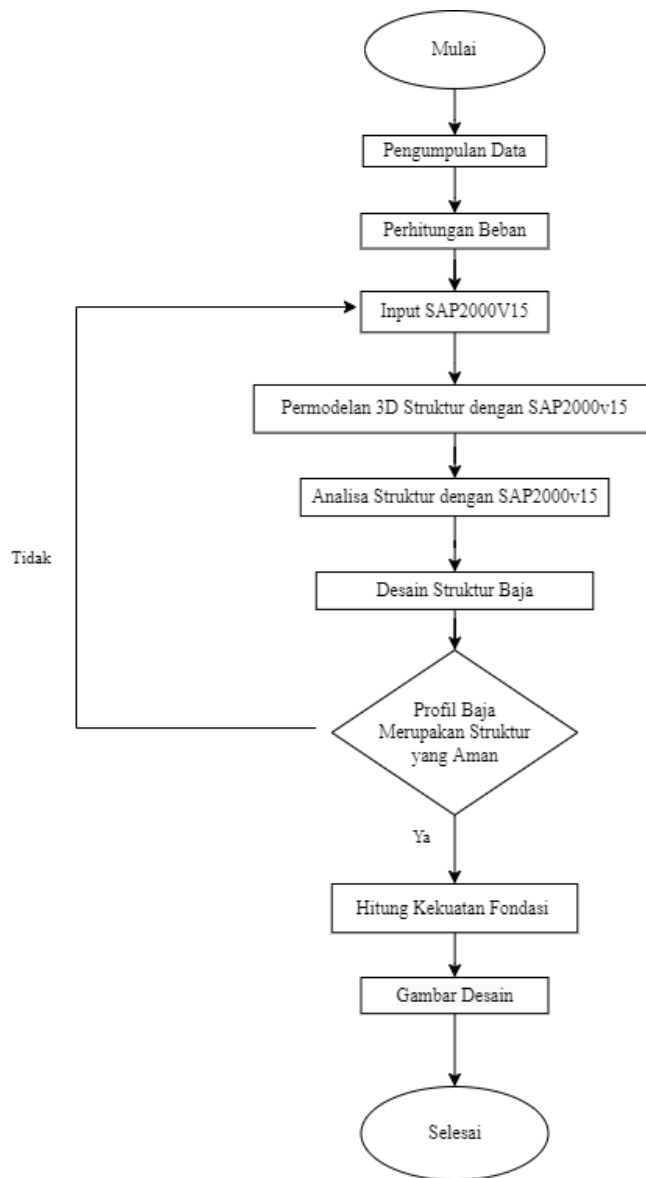 Mulai
Pengumpulan Data
Perhitungan Beban
Input SAP2000V15
Permodelan 3D Struktur dengan SAP2000v15
Analisa Struktur dengan SAP2000v15
Tidak
Desain Struktur Baja
Profil Baja
Merupakan Struktur
yang Aman
Ya
Hitung Kekuatan Fondasi
Gambar Desain
Selesai